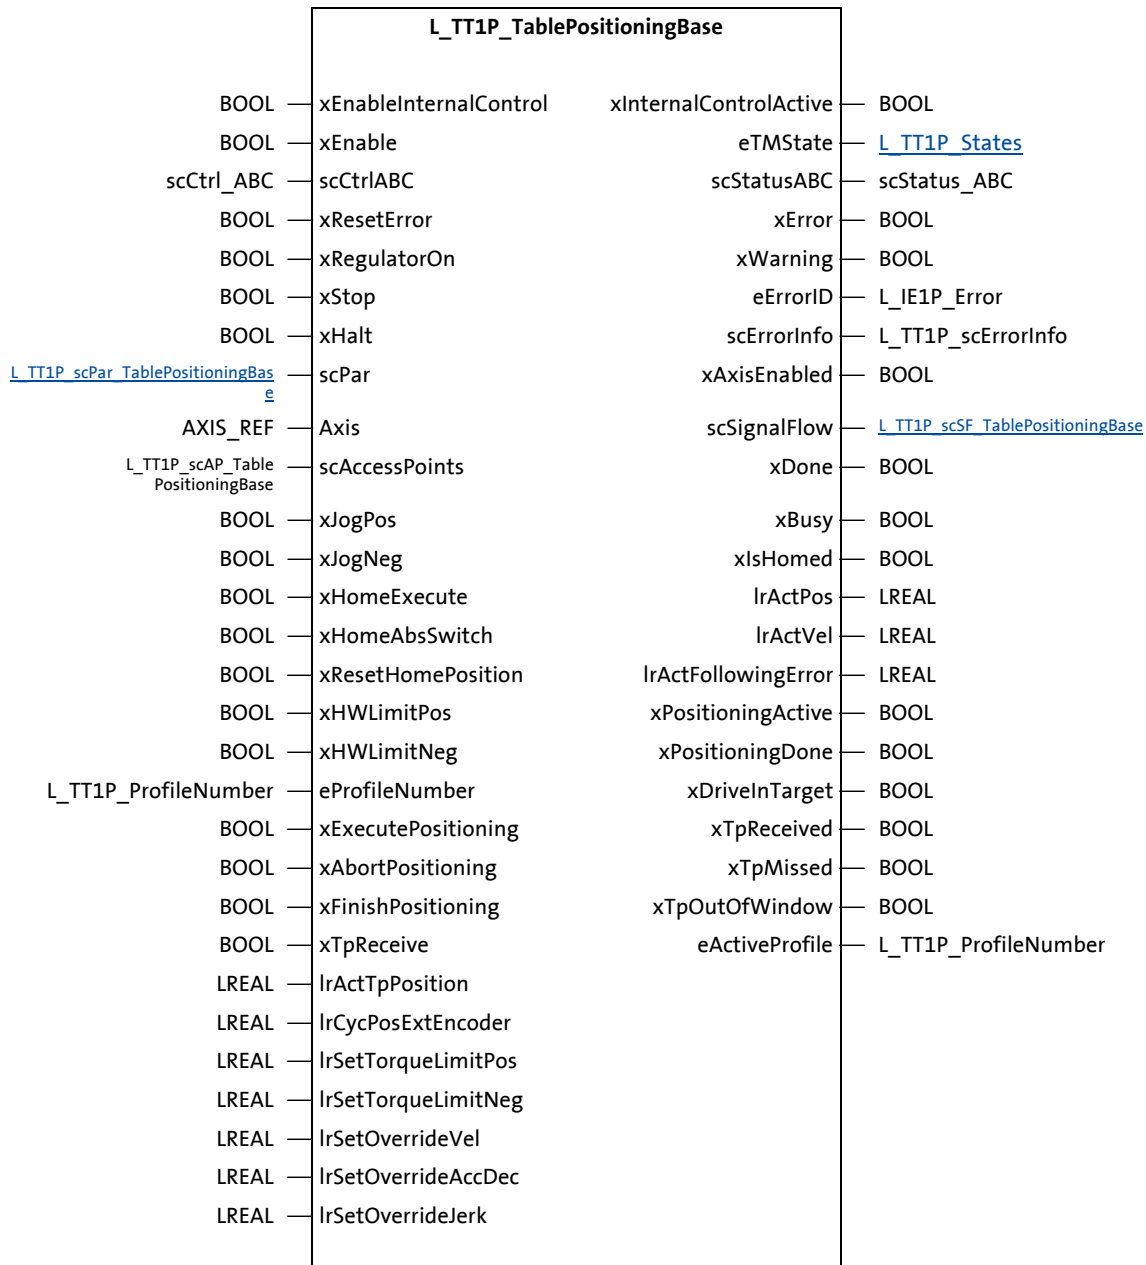 L_TT1P_TablePositioningBase
BOOL xEnableInternalControl xInternalControlActive BOOL
BOOL xEnable eTMState L_TT1P_States
scCtrl_ABC scCtrlABC scStatusABC scStatus_ABC
BOOL xResetError xError BOOL
BOOL xRegulatorOn xWarning BOOL
BOOL xStop eErrorID L_IE1P_Error
BOOL xHalt scErrorInfo L_TT1P_scErrorInfo
L_TT1P_scPar_TablePositioningBas scPar xAxisEnabled BOOL
e
AXIS_REF Axis scSignalFlow L_TT1P_scSF_TablePositioningBase
L_TT1P_scAP_Table scAccessPoints xDone BOOL
PositioningBase
BOOL xJogPos xBusy BOOL
BOOL xJogNeg xIsHomed BOOL
BOOL xHomeExecute lrActPos LREAL
BOOL xHomeAbsSwitch lrActVel LREAL
BOOL xResetHomePosition lrActFollowingError LREAL
BOOL xHWLimitPos xPositioningActive BOOL
BOOL xHWLimitNeg xPositioningDone BOOL
L_TT1P_ProfileNumber eProfileNumber xDriveInTarget BOOL
BOOL xExecutePositioning xTpReceived BOOL
BOOL xAbortPositioning xTpMissed BOOL
BOOL xFinishPositioning xTpOutOfWindow BOOL
BOOL xTpReceive eActiveProfile L_TT1P_ProfileNumber
LREAL lrActTpPosition
LREAL lrCycPosExtEncoder
LREAL lrSetTorqueLimitPos
LREAL lrSetTorqueLimitNeg
LREAL lrSetOverrideVel
LREAL lrSetOverrideAccDec
LREAL lrSetOverrideJerk